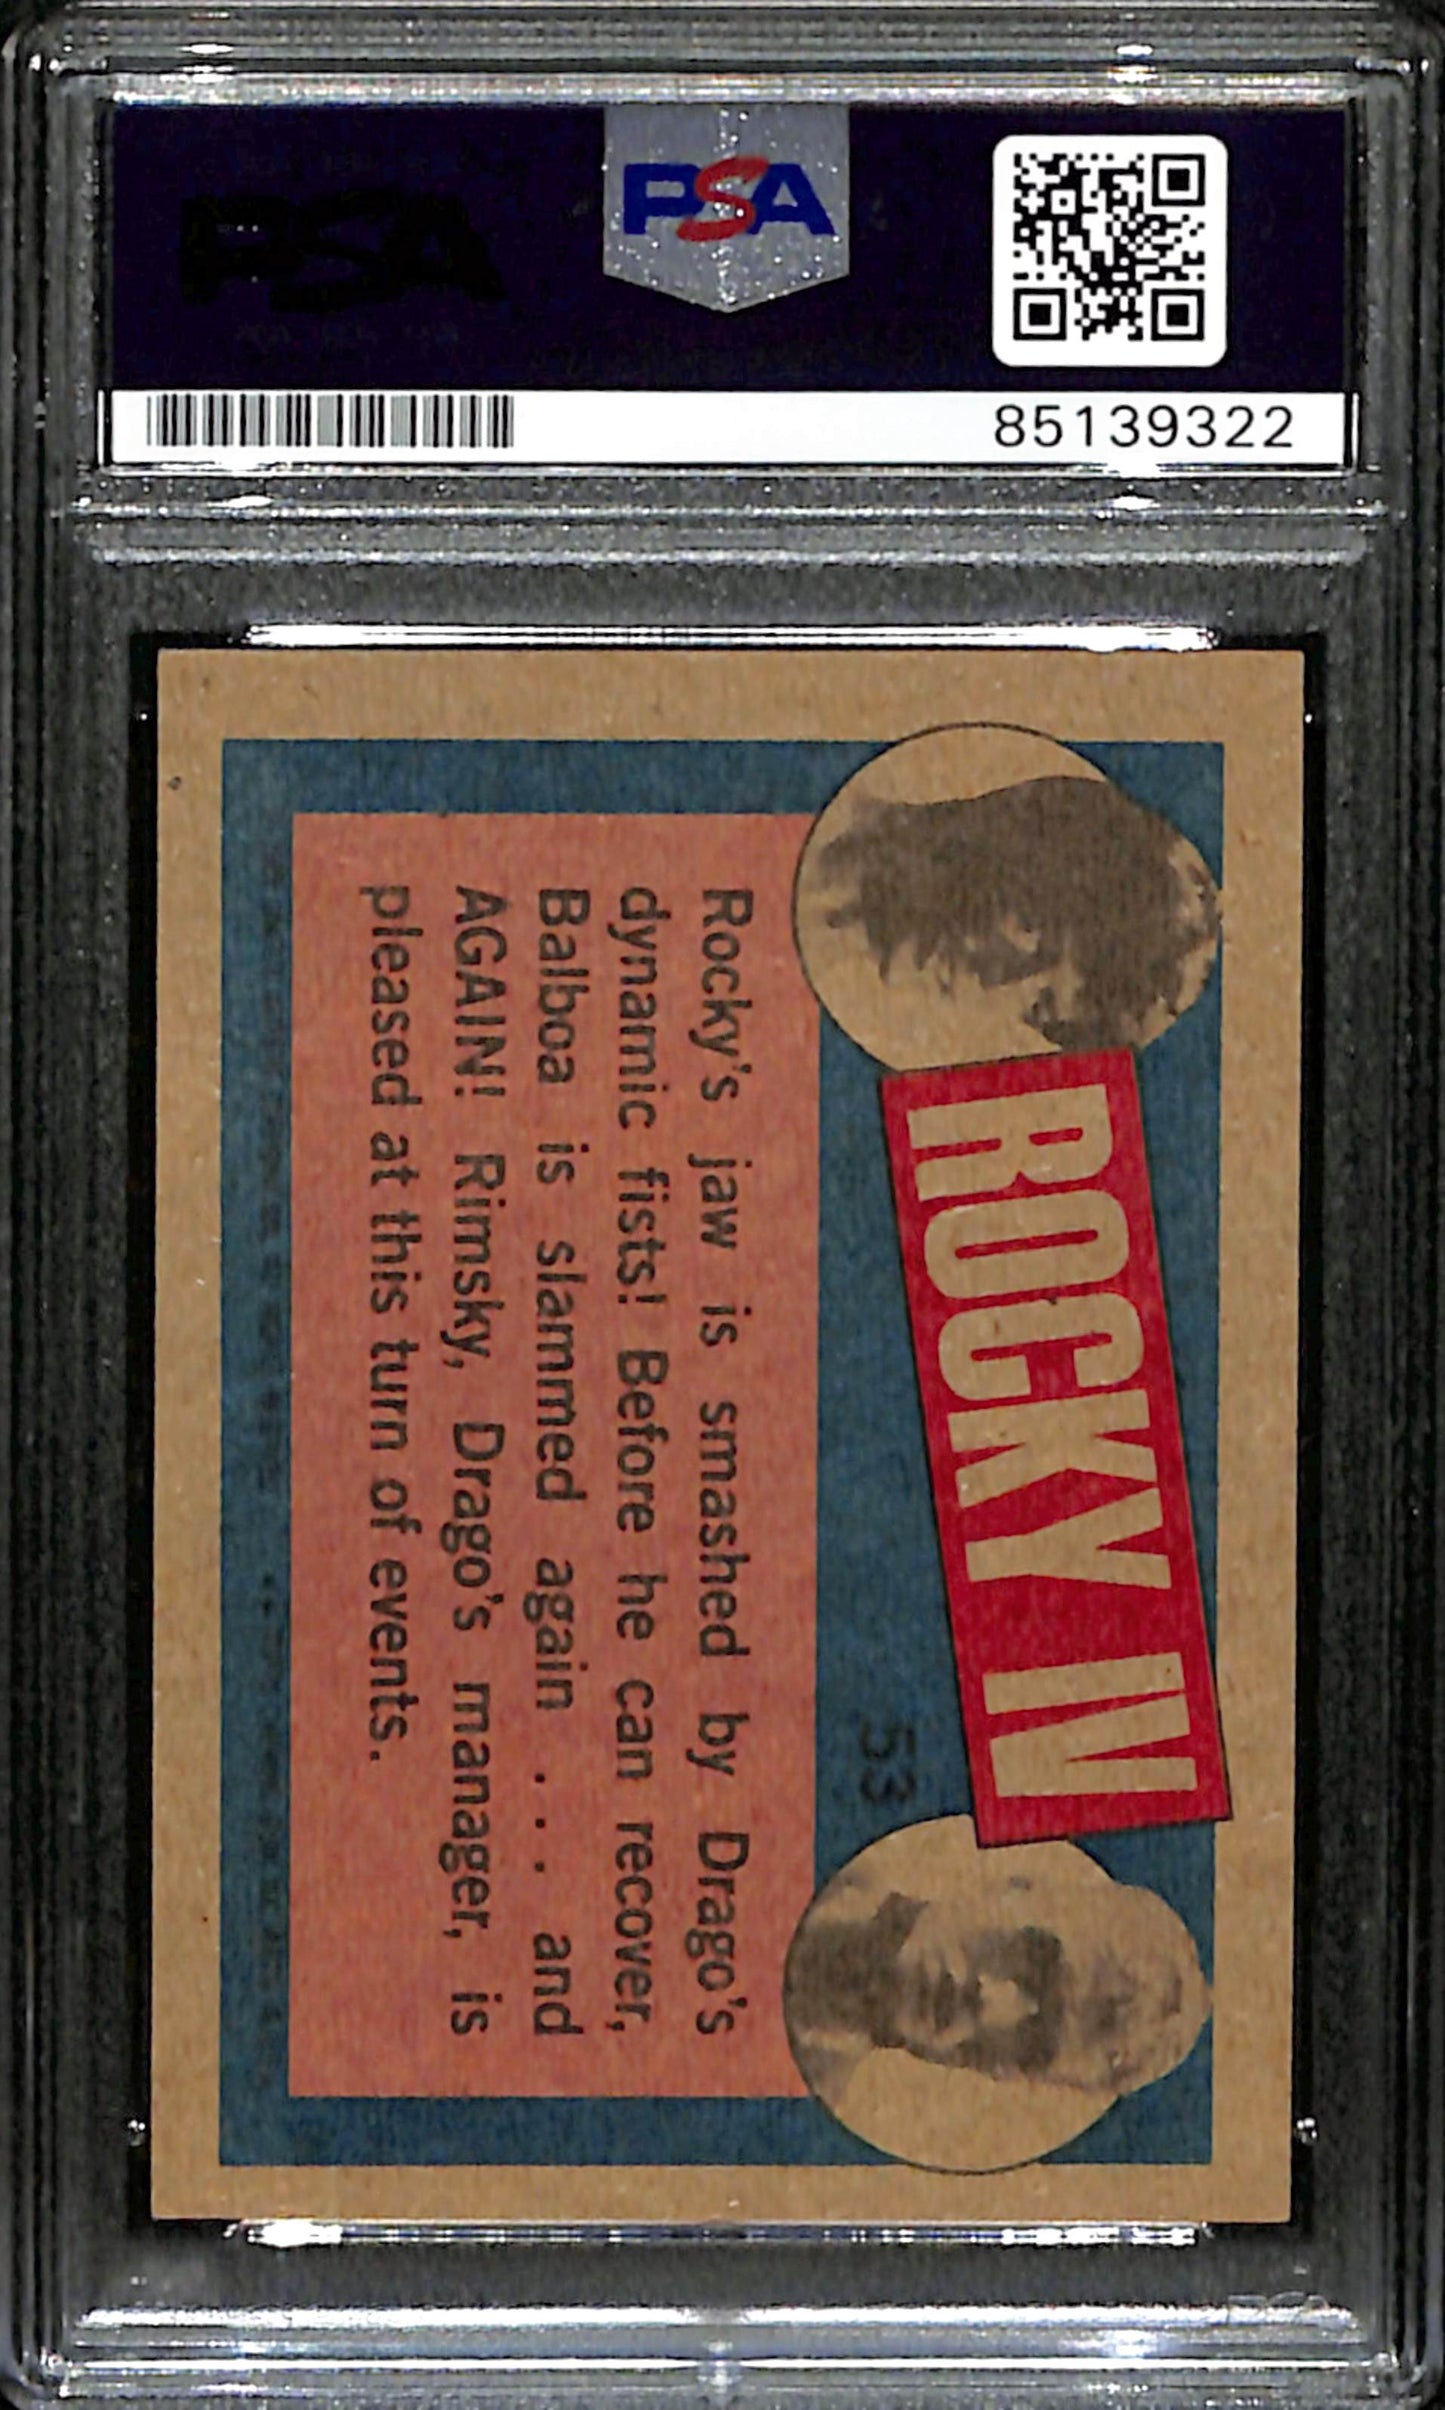 PSA
85139322
ROCKY IV
53
Rocky's jaw is smashed by Drago's
dynamic fists! Before he can recover,
Balboa is slammed again . . . and
AGAIN! Rimsky, Drago's manager, is
pleased at this turn of events.